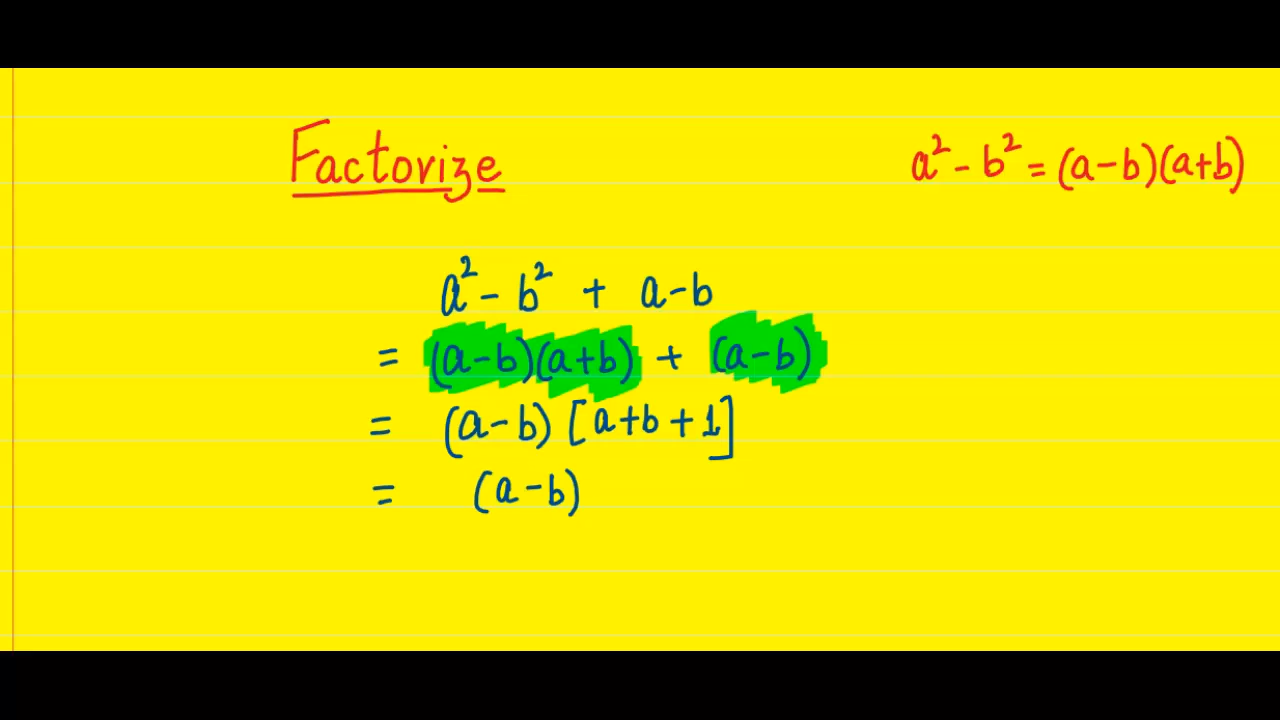 Factorize
a² - b² = (a-b)(a+b)
a² - b² + a-b
= (a-b)(a+b) + (a-b)
= (a-b) [a+b+1]
= (a-b)